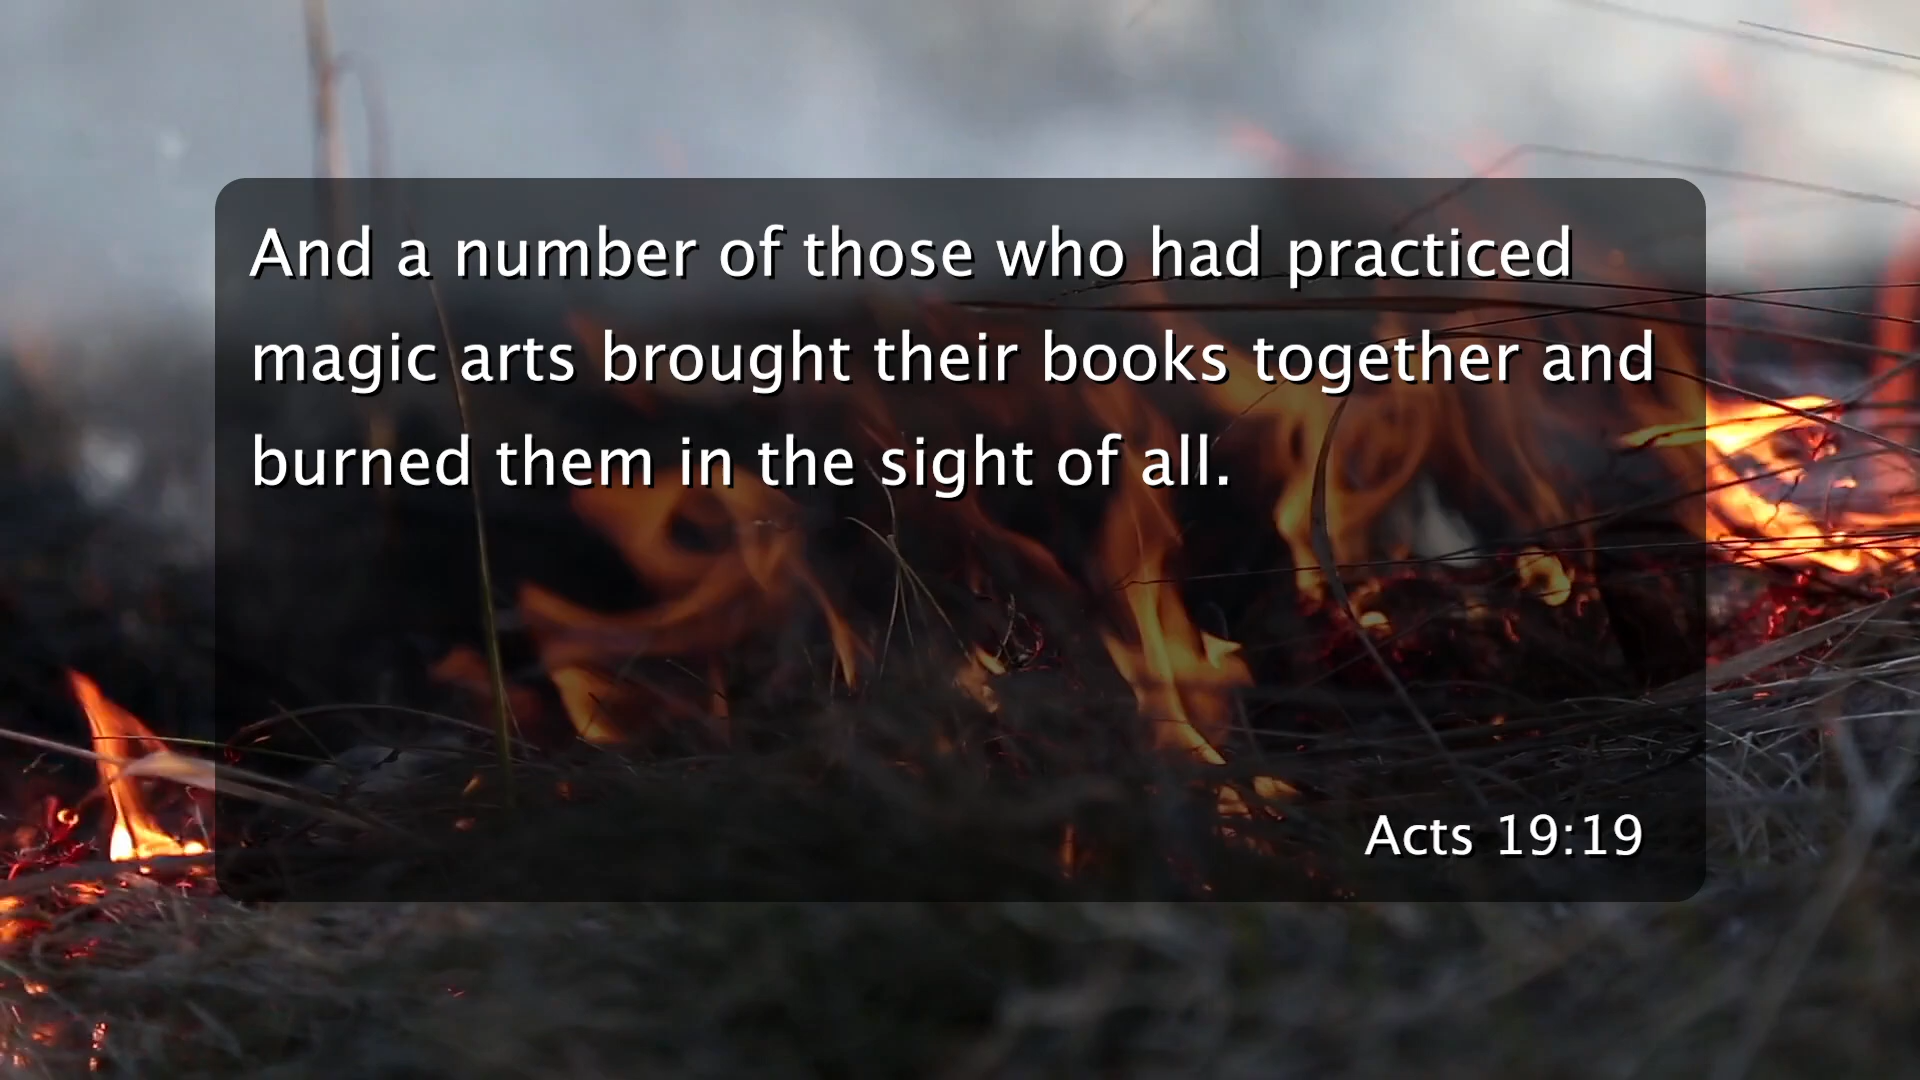 And a number of those who had practiced
magic arts brought their books together and
burned them in the sight of all.
Acts 19:19